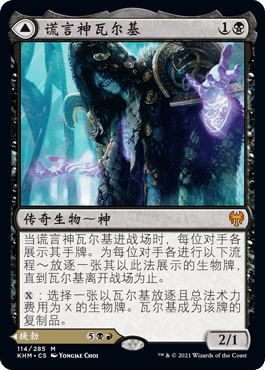 谎言神瓦尔基 1
传奇生物～神
当谎言神瓦尔基进战场时，每位对手各
展示其手牌。为每位对手各进行以下流
程～放逐一张其以此法展示的生物牌，
直到瓦尔基离开战场为止。
X：选择一张以瓦尔基放逐且总法术力
费用为X的生物牌。瓦尔基成为该牌的
复制品。
提勃 5
2/1
114/285 M
KHM • CS YONGJAE CHOI
™ & © 2021 Wizards of the Coast